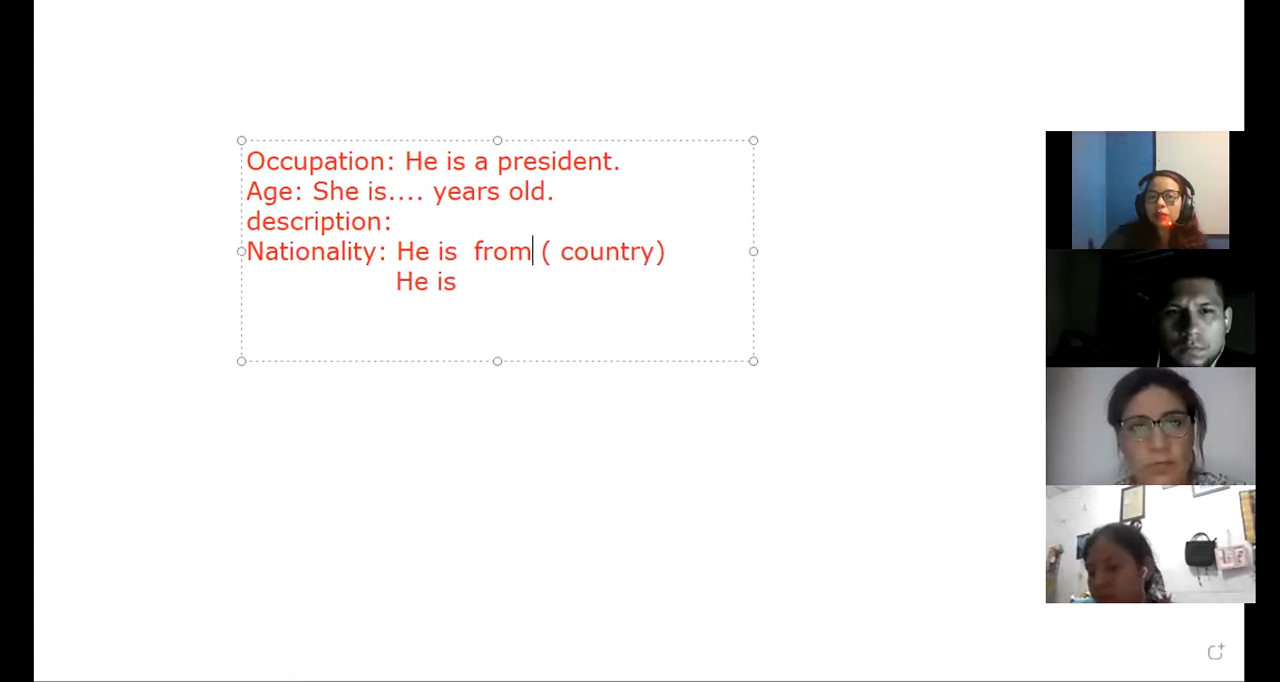 Occupation: He is a president.
Age: She is.... years old.
description:
Nationality: He is  from ( country)
He is